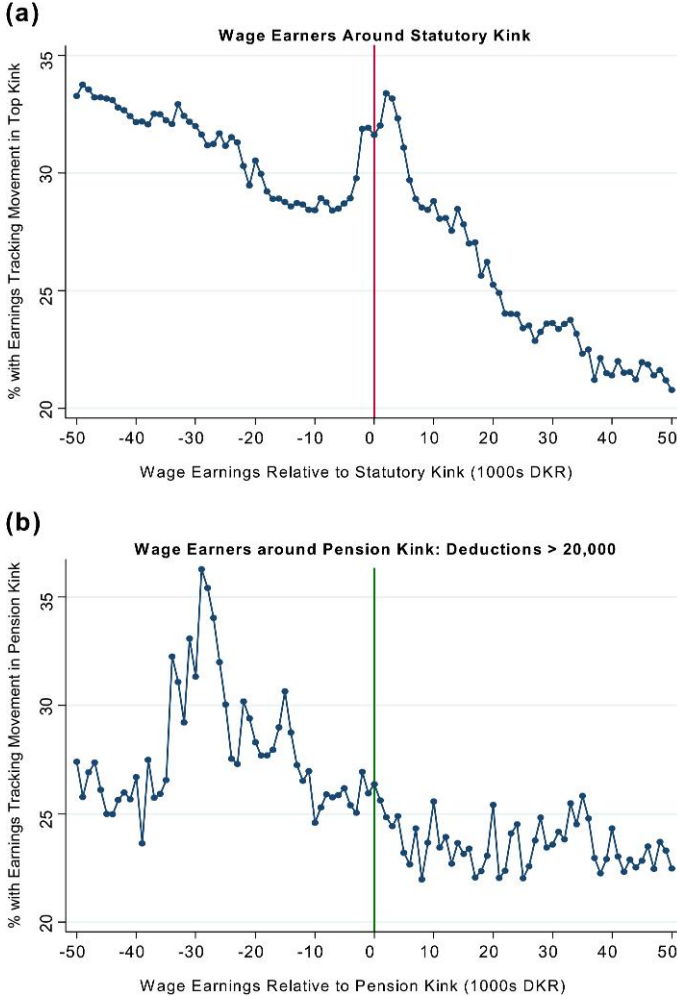 (a)
Wage Earners Around Statutory Kink
% with Earnings Tracking Movement in Top Kink
35
30
25
20
-50 -40 -30 -20 -10 0 10 20 30 40 50
Wage Earnings Relative to Statutory Kink (1000s DKR)
(b)
Wage Earners around Pension Kink: Deductions > 20,000
% with Earnings Tracking Movement in Pension Kink
35
30
25
20
-50 -40 -30 -20 -10 0 10 20 30 40 50
Wage Earnings Relative to Pension Kink (1000s DKR)